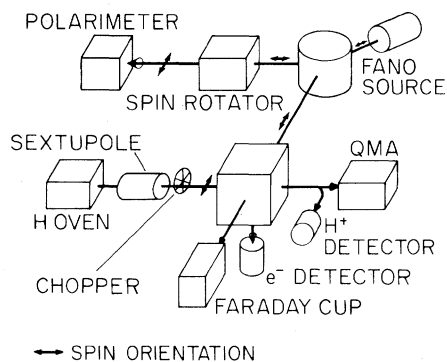 POLARIMETER
FANO
SOURCE
SPIN ROTATOR
SEXTUPOLE
QMA
H OVEN
H+
DETECTOR
CHOPPER
e⁻ DETECTOR
FARADAY CUP
SPIN ORIENTATION